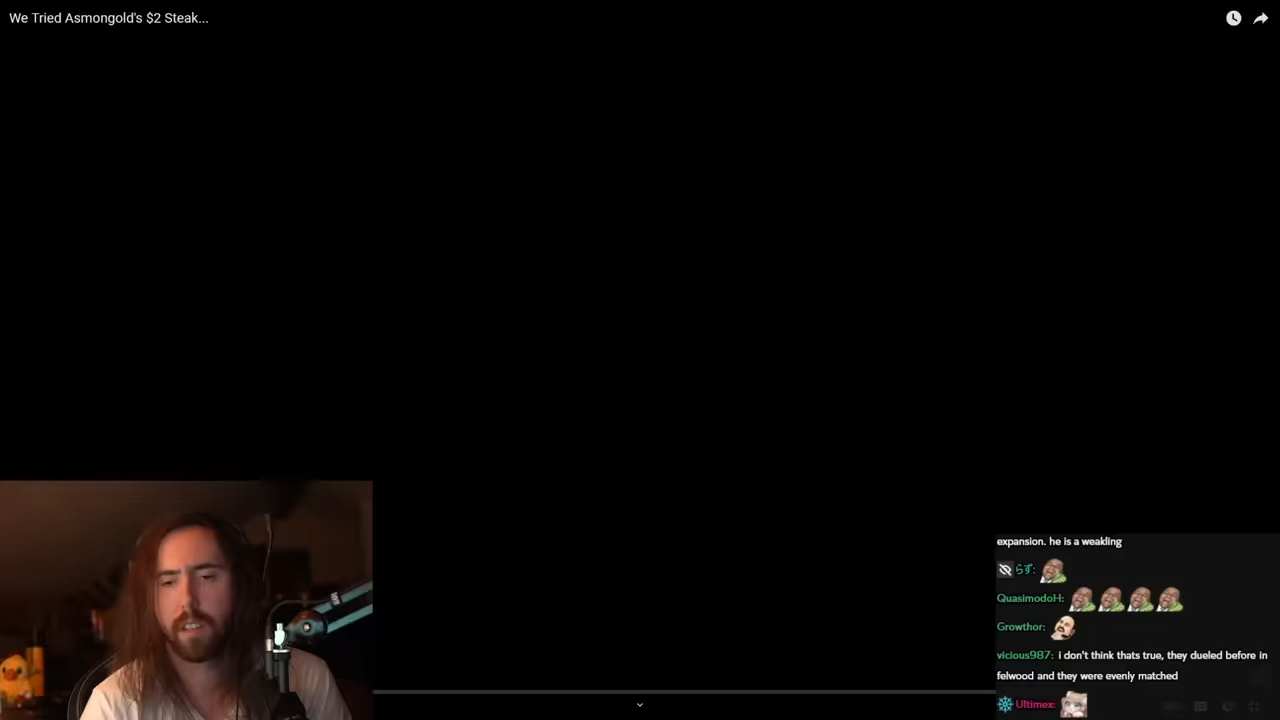 We Tried Asmongold's $2 Steak...
expansion. he is a weakling
らず:
QuasimodoH:
Growthor:
vicious987: i don't think thats true, they dueled before in
felwood and they were evenly matched
Ultimex: